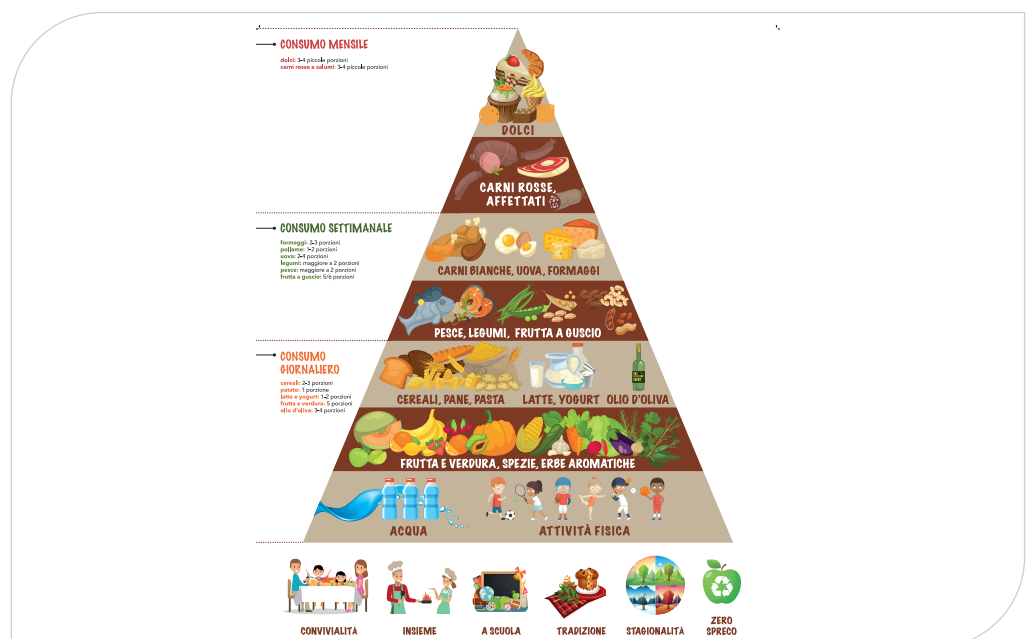 CONSUMO MENSILE
dolci: 3-4 piccole porzioni
carni rosse e salumi: 3-4 piccole porzioni
DOLCI
CARNI ROSSE,
AFFETTATI
CONSUMO SETTIMANALE
formaggi: 2-3 porzioni
pollame: 1-2 porzioni
uova: 2-4 porzioni
legumi: maggiore a 2 porzioni
pesce: maggiore a 2 porzioni
frutta a guscio: 5/6 porzioni
CARNI BIANCHE, UOVA, FORMAGGI
PESCE, LEGUMI, FRUTTA A GUSCIO
CONSUMO
GIORNALIERO
cereali: 2-3 porzioni
patate: 1 porzione
latte e yogurt: 1-2 porzioni
frutta e verdura: 5 porzioni
olio d'oliva: 3-4 porzioni
CEREALI, PANE, PASTA LATTE, YOGURT OLIO D'OLIVA
FRUTTA E VERDURA, SPEZIE, ERBE AROMATICHE
ACQUA ATTIVITÀ FISICA
CONVIVIALITÀ INSIEME A SCUOLA TRADIZIONE STAGIONALITÀ ZERO
SPRECO